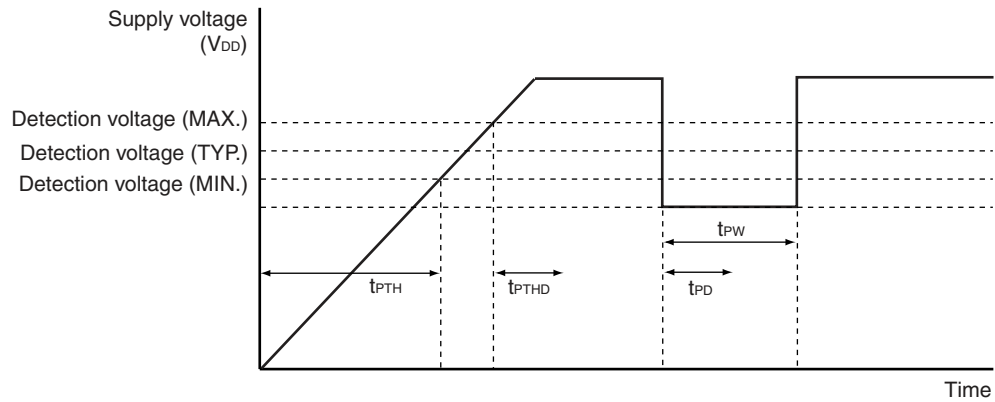 Supply voltage
(VDD)
Detection voltage (MAX.)
Detection voltage (TYP.)
Detection voltage (MIN.)
tPW
tPTH
tPTHD
tPD
Time